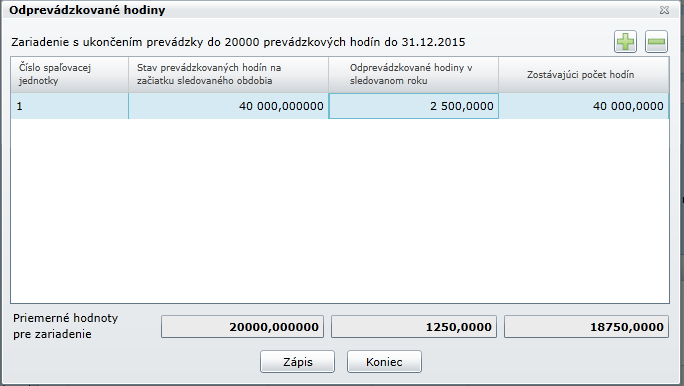 Odprevádzkované hodiny
Zariadenie s ukončením prevádzky do 20000 prevádzkových hodín do 31.12.2015
Číslo spaľovacej
jednotky
Stav prevádzkovaných hodín na
začiatku sledovaného obdobia
Odprevádzkované hodiny v
sledovanom roku
Zostávajúci počet hodín
1
40 000,000000
2 500,0000
40 000,0000
Priemerné hodnoty
pre zariadenie
20000,000000
1250,0000
18750,0000
Zápis
Koniec